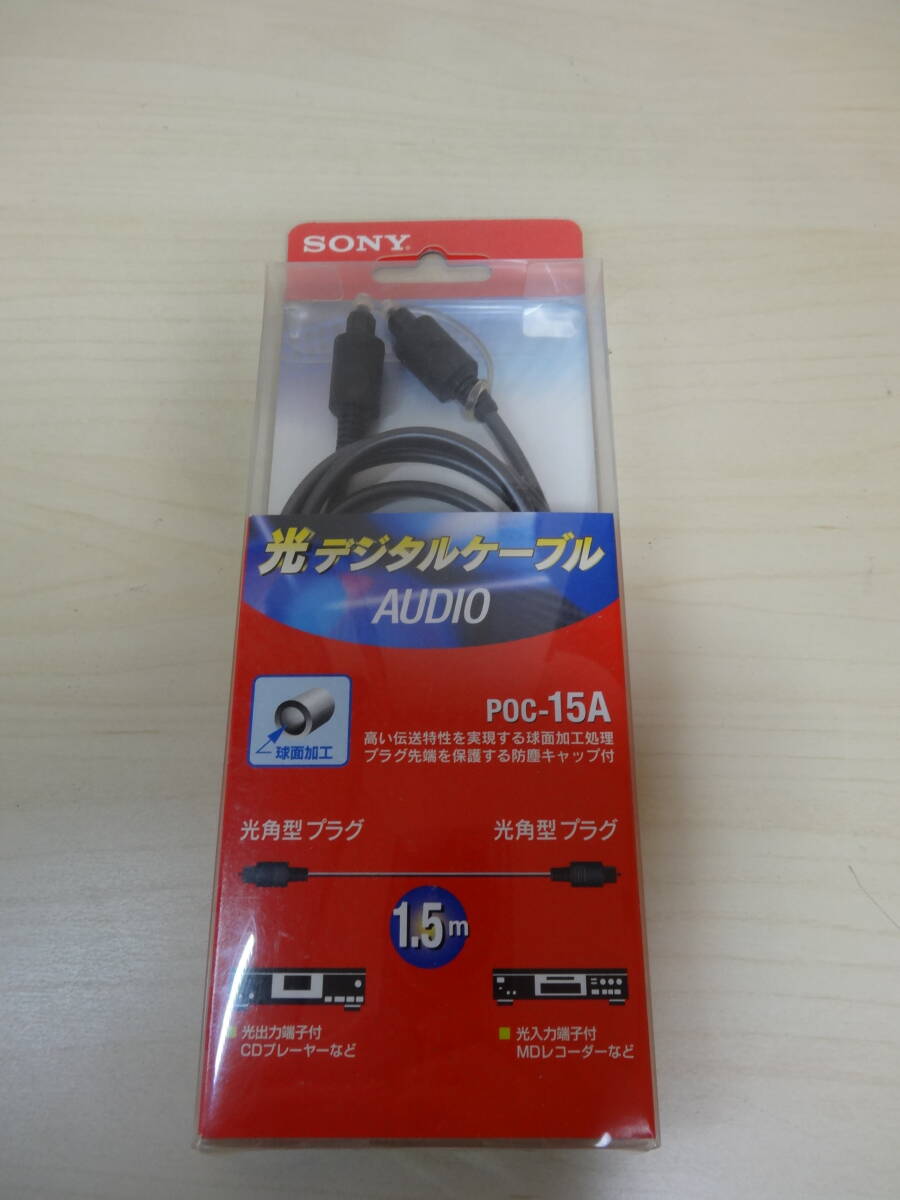 SONY
光デジタルケーブル
AUDIO
POC-15A
球面加工
高い伝送特性を実現する球面加工処理
プラグ先端を保護する防塵キャップ付
光角型プラグ
光角型プラグ
1.5m
光出力端子付
CDプレーヤーなど
光入力端子付
MDレコーダーなど